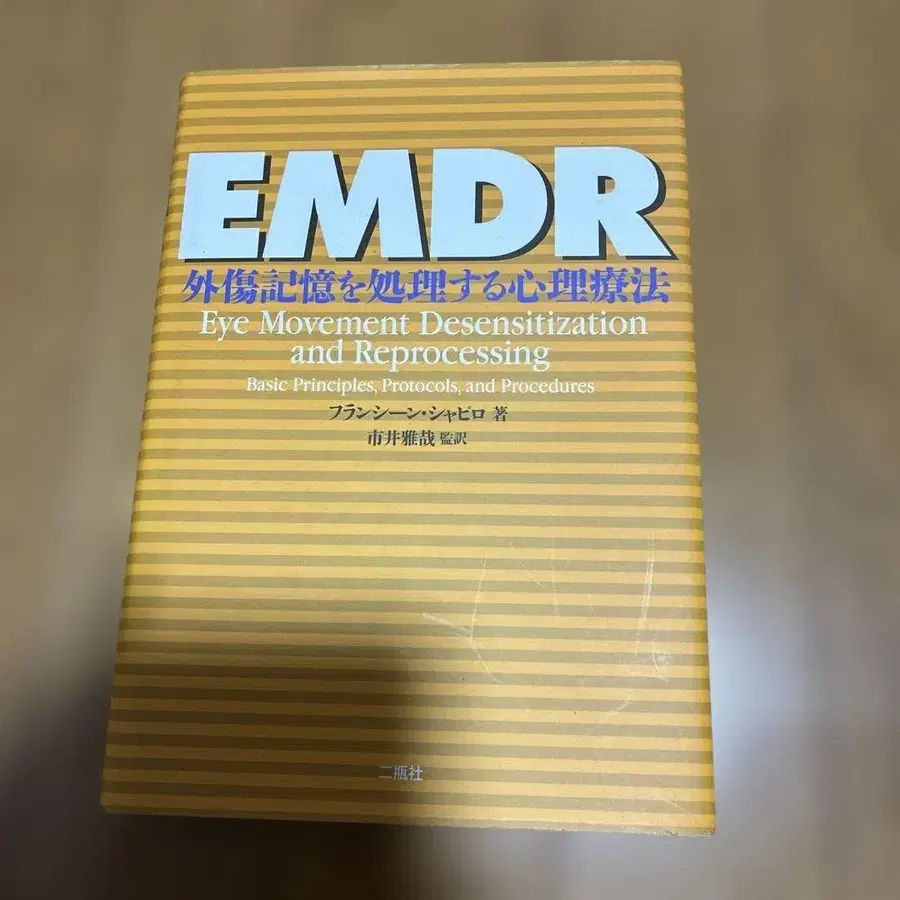 EMDR
外傷記憶を処理する心理療法
Eye Movement Desensitization
and Reprocessing
Basic Principles, Protocols, and Procedures
フランシーン・シャピロ 著
市井雅哉 監訳
二瓶社